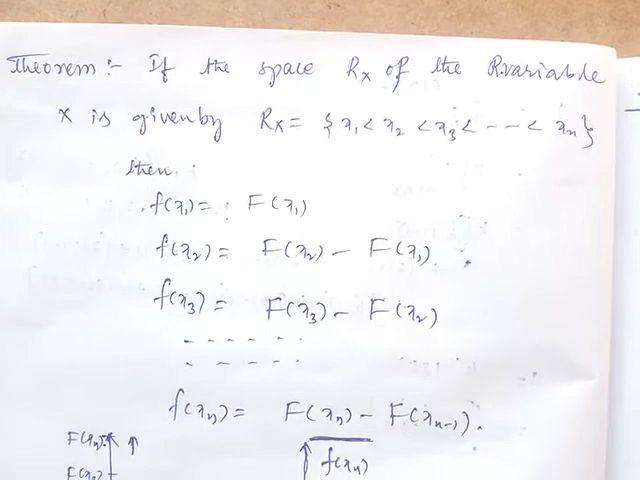 Theorem :- If the space Rx of the R.variable
x is given by Rx = { x1 < x2 < x3 < - - - < xn }
then
f(x1) = F(x1)
f(x2) = F(x2) - F(x1)
f(x3) = F(x3) - F(x2)
f(xn) = F(xn) - F(xn-1).
F(xn)
f(xn)